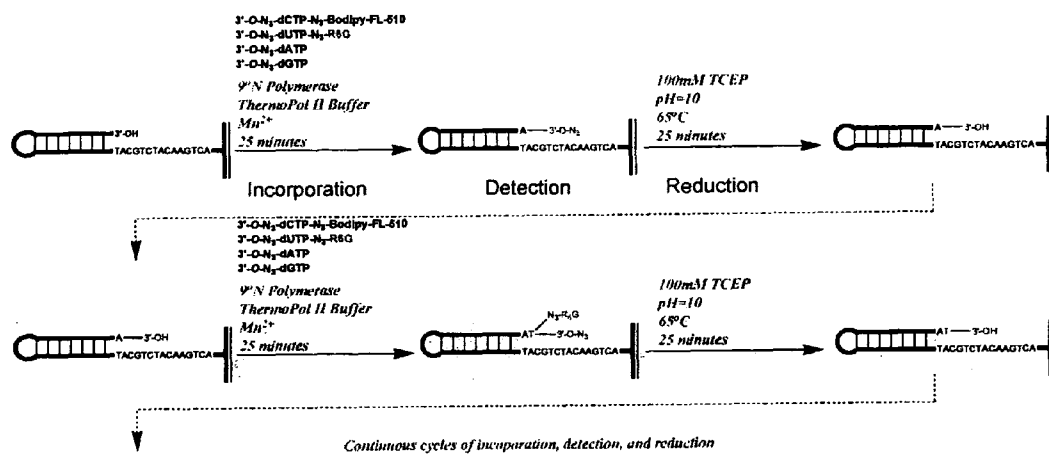 3'-O-N3-dCTP-N3-Bodipy-FL-510
3'-O-N3-dUTP-N3-R6G
3'-O-N3-dATP
3'-O-N3-dGTP
9°N Polymerase
ThermoPol II Buffer
Mn2+
25 minutes
100mM TCEP
pH=10
65°C
25 minutes
3'-OH
TACGTCTACAAGTCA
A
3'-O-N3
TACGTCTACAAGTCA
A
3'-OH
TACGTCTACAAGTCA
Incorporation
Detection
Reduction
3'-O-N3-dCTP-N3-Bodipy-FL-510
3'-O-N3-dUTP-N3-R6G
3'-O-N3-dATP
3'-O-N3-dGTP
9°N Polymerase
ThermoPol II Buffer
Mn2+
25 minutes
100mM TCEP
pH=10
65°C
25 minutes
A
3'-OH
TACGTCTACAAGTCA
N3-R6G
AT
3'-O-N3
TACGTCTACAAGTCA
AT
3'-OH
TACGTCTACAAGTCA
Continuous cycles of incoparation, detection, and reduction